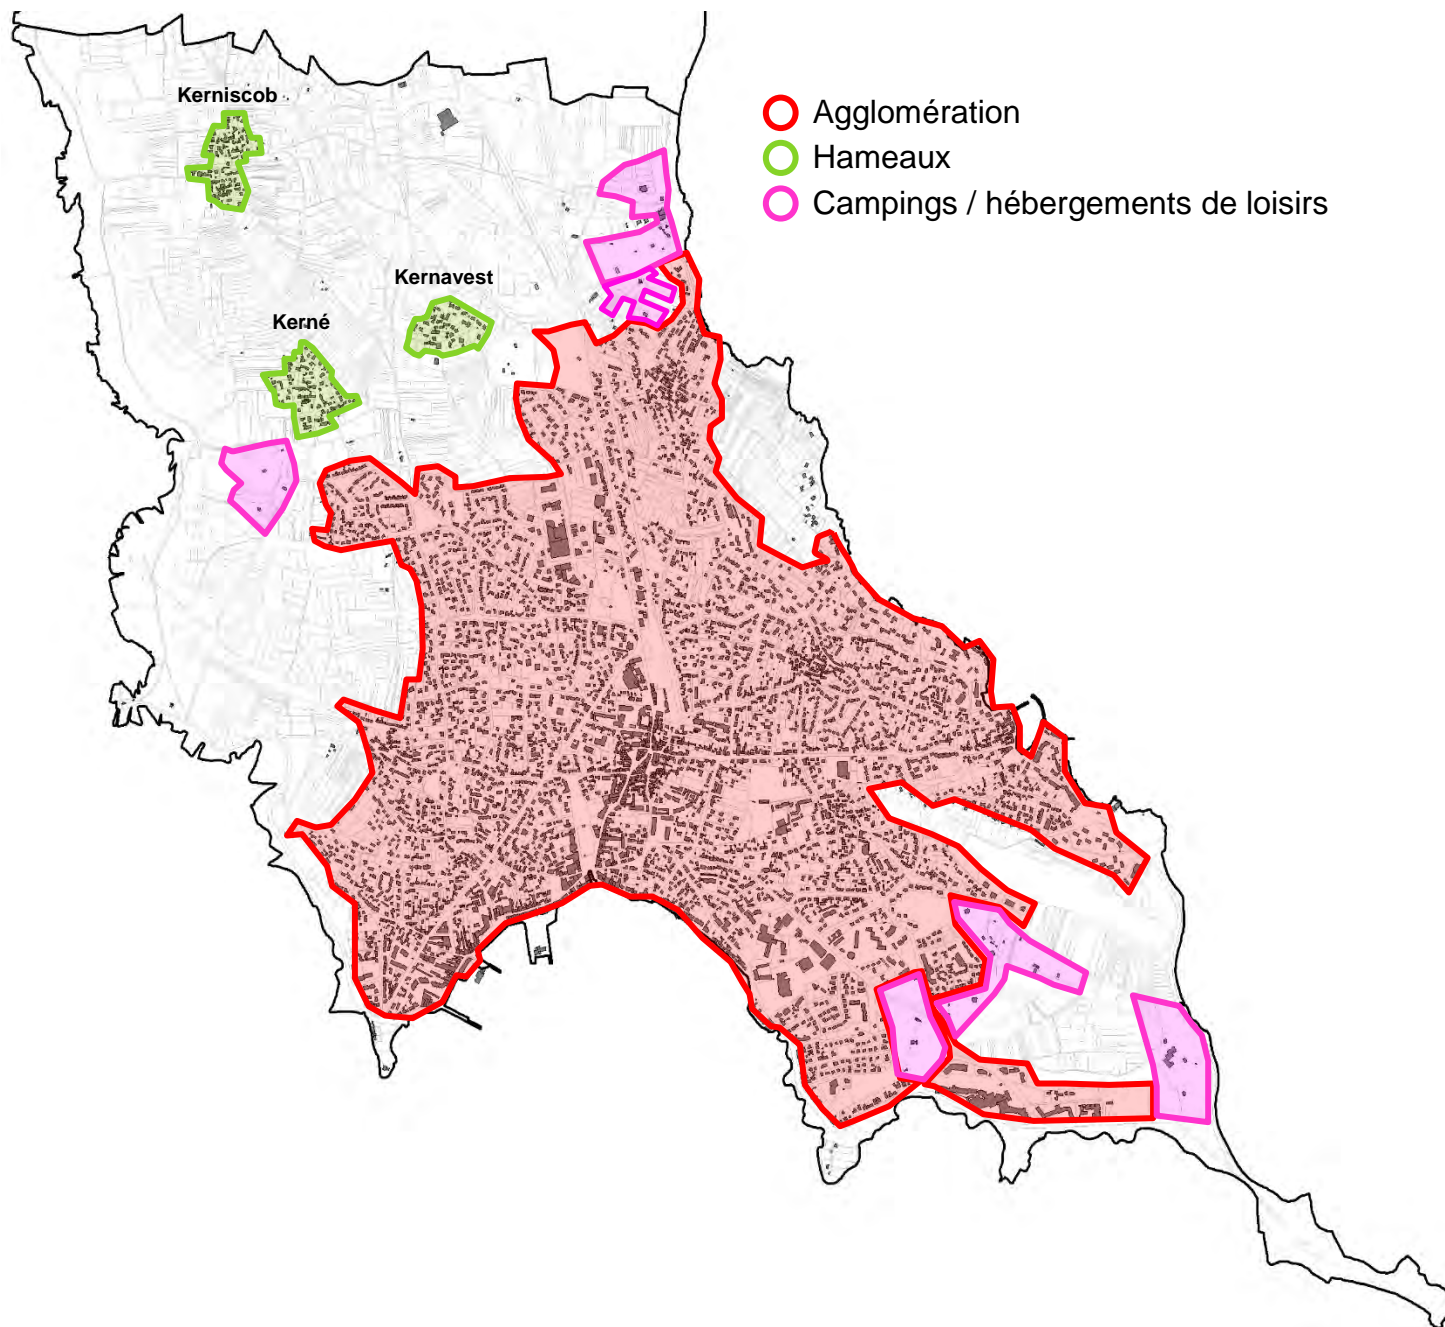 Kerniscob
Agglomération
Hameaux
Campings / hébergements de loisirs
Kernavest
Kerné